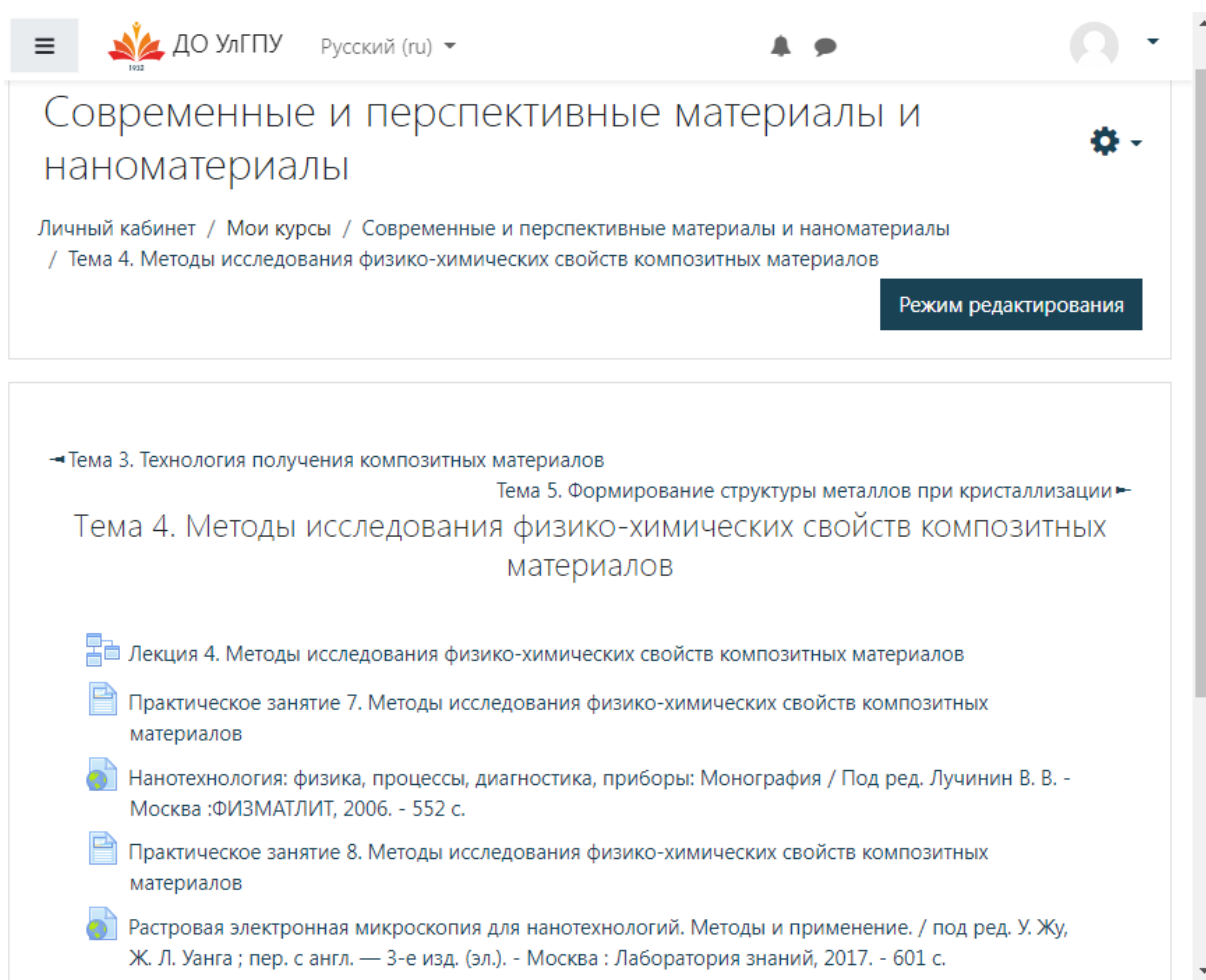 ДО УлГПУ
Русский (ru)
1932
Современные и перспективные материалы и
наноматериалы
Личный кабинет / Мои курсы / Современные и перспективные материалы и наноматериалы
/ Тема 4. Методы исследования физико-химических свойств композитных материалов
Режим редактирования
Тема 3. Технология получения композитных материалов
Тема 5. Формирование структуры металлов при кристаллизации
Тема 4. Методы исследования физико-химических свойств композитных
материалов
Лекция 4. Методы исследования физико-химических свойств композитных материалов
Практическое занятие 7. Методы исследования физико-химических свойств композитных
материалов
Нанотехнология: физика, процессы, диагностика, приборы: Монография / Под ред. Лучинин В. В. -
Москва :ФИЗМАТЛИТ, 2006. - 552 с.
Практическое занятие 8. Методы исследования физико-химических свойств композитных
материалов
Растровая электронная микроскопия для нанотехнологий. Методы и применение. / под ред. У. Жу,
Ж. Л. Уанга ; пер. с англ. — 3-е изд. (эл.). - Москва : Лаборатория знаний, 2017. - 601 с.